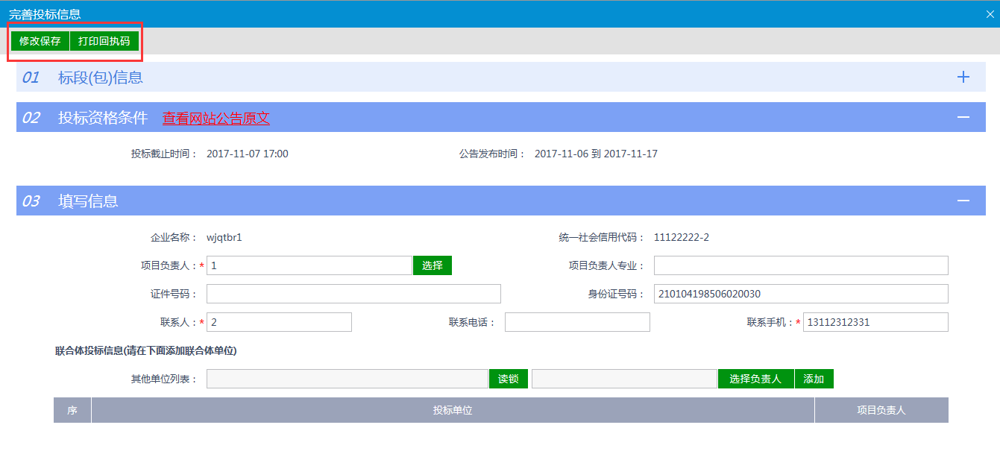 完善投标信息
修改保存 打印回执码
01 标段(包)信息
02 投标资格条件 查看网站公告原文
投标截止时间： 2017-11-07 17:00 公告发布时间： 2017-11-06 到 2017-11-17
03 填写信息
企业名称： wjqtbr1 统一社会信用代码： 11122222-2
项目负责人：* 1 选择 项目负责人专业：
证件号码： 身份证号码： 210104198506020030
联系人：* 2 联系电话： 联系手机：* 13112312331
联合体投标信息(请在下面添加联合体单位)
其他单位列表： 读锁 选择负责人 添加
序 投标单位 项目负责人